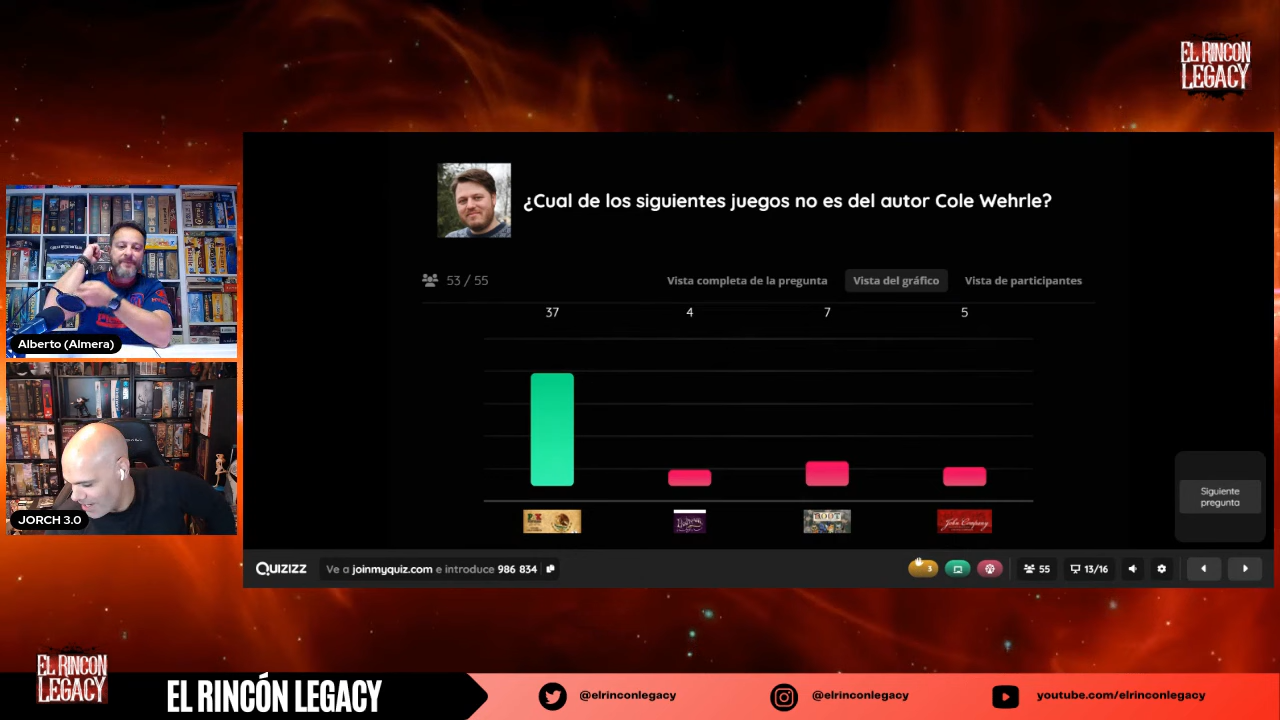 EL RINCON
LEGACY
¿Cual de los siguientes juegos no es del autor Cole Wehrle?
53 / 55
Vista completa de la pregunta
Vista del gráfico
Vista de participantes
37
4
7
5
ROOT
John Company
Siguiente
pregunta
Alberto (Almera)
JORCH 3.0
QUIZIZZ
Ve a joinmyquiz.com e introduce 986 834
3
55
13/16
EL RINCON
LEGACY
EL RINCÓN LEGACY
@elrinconlegacy
@elrinconlegacy
youtube.com/elrinconlegacy